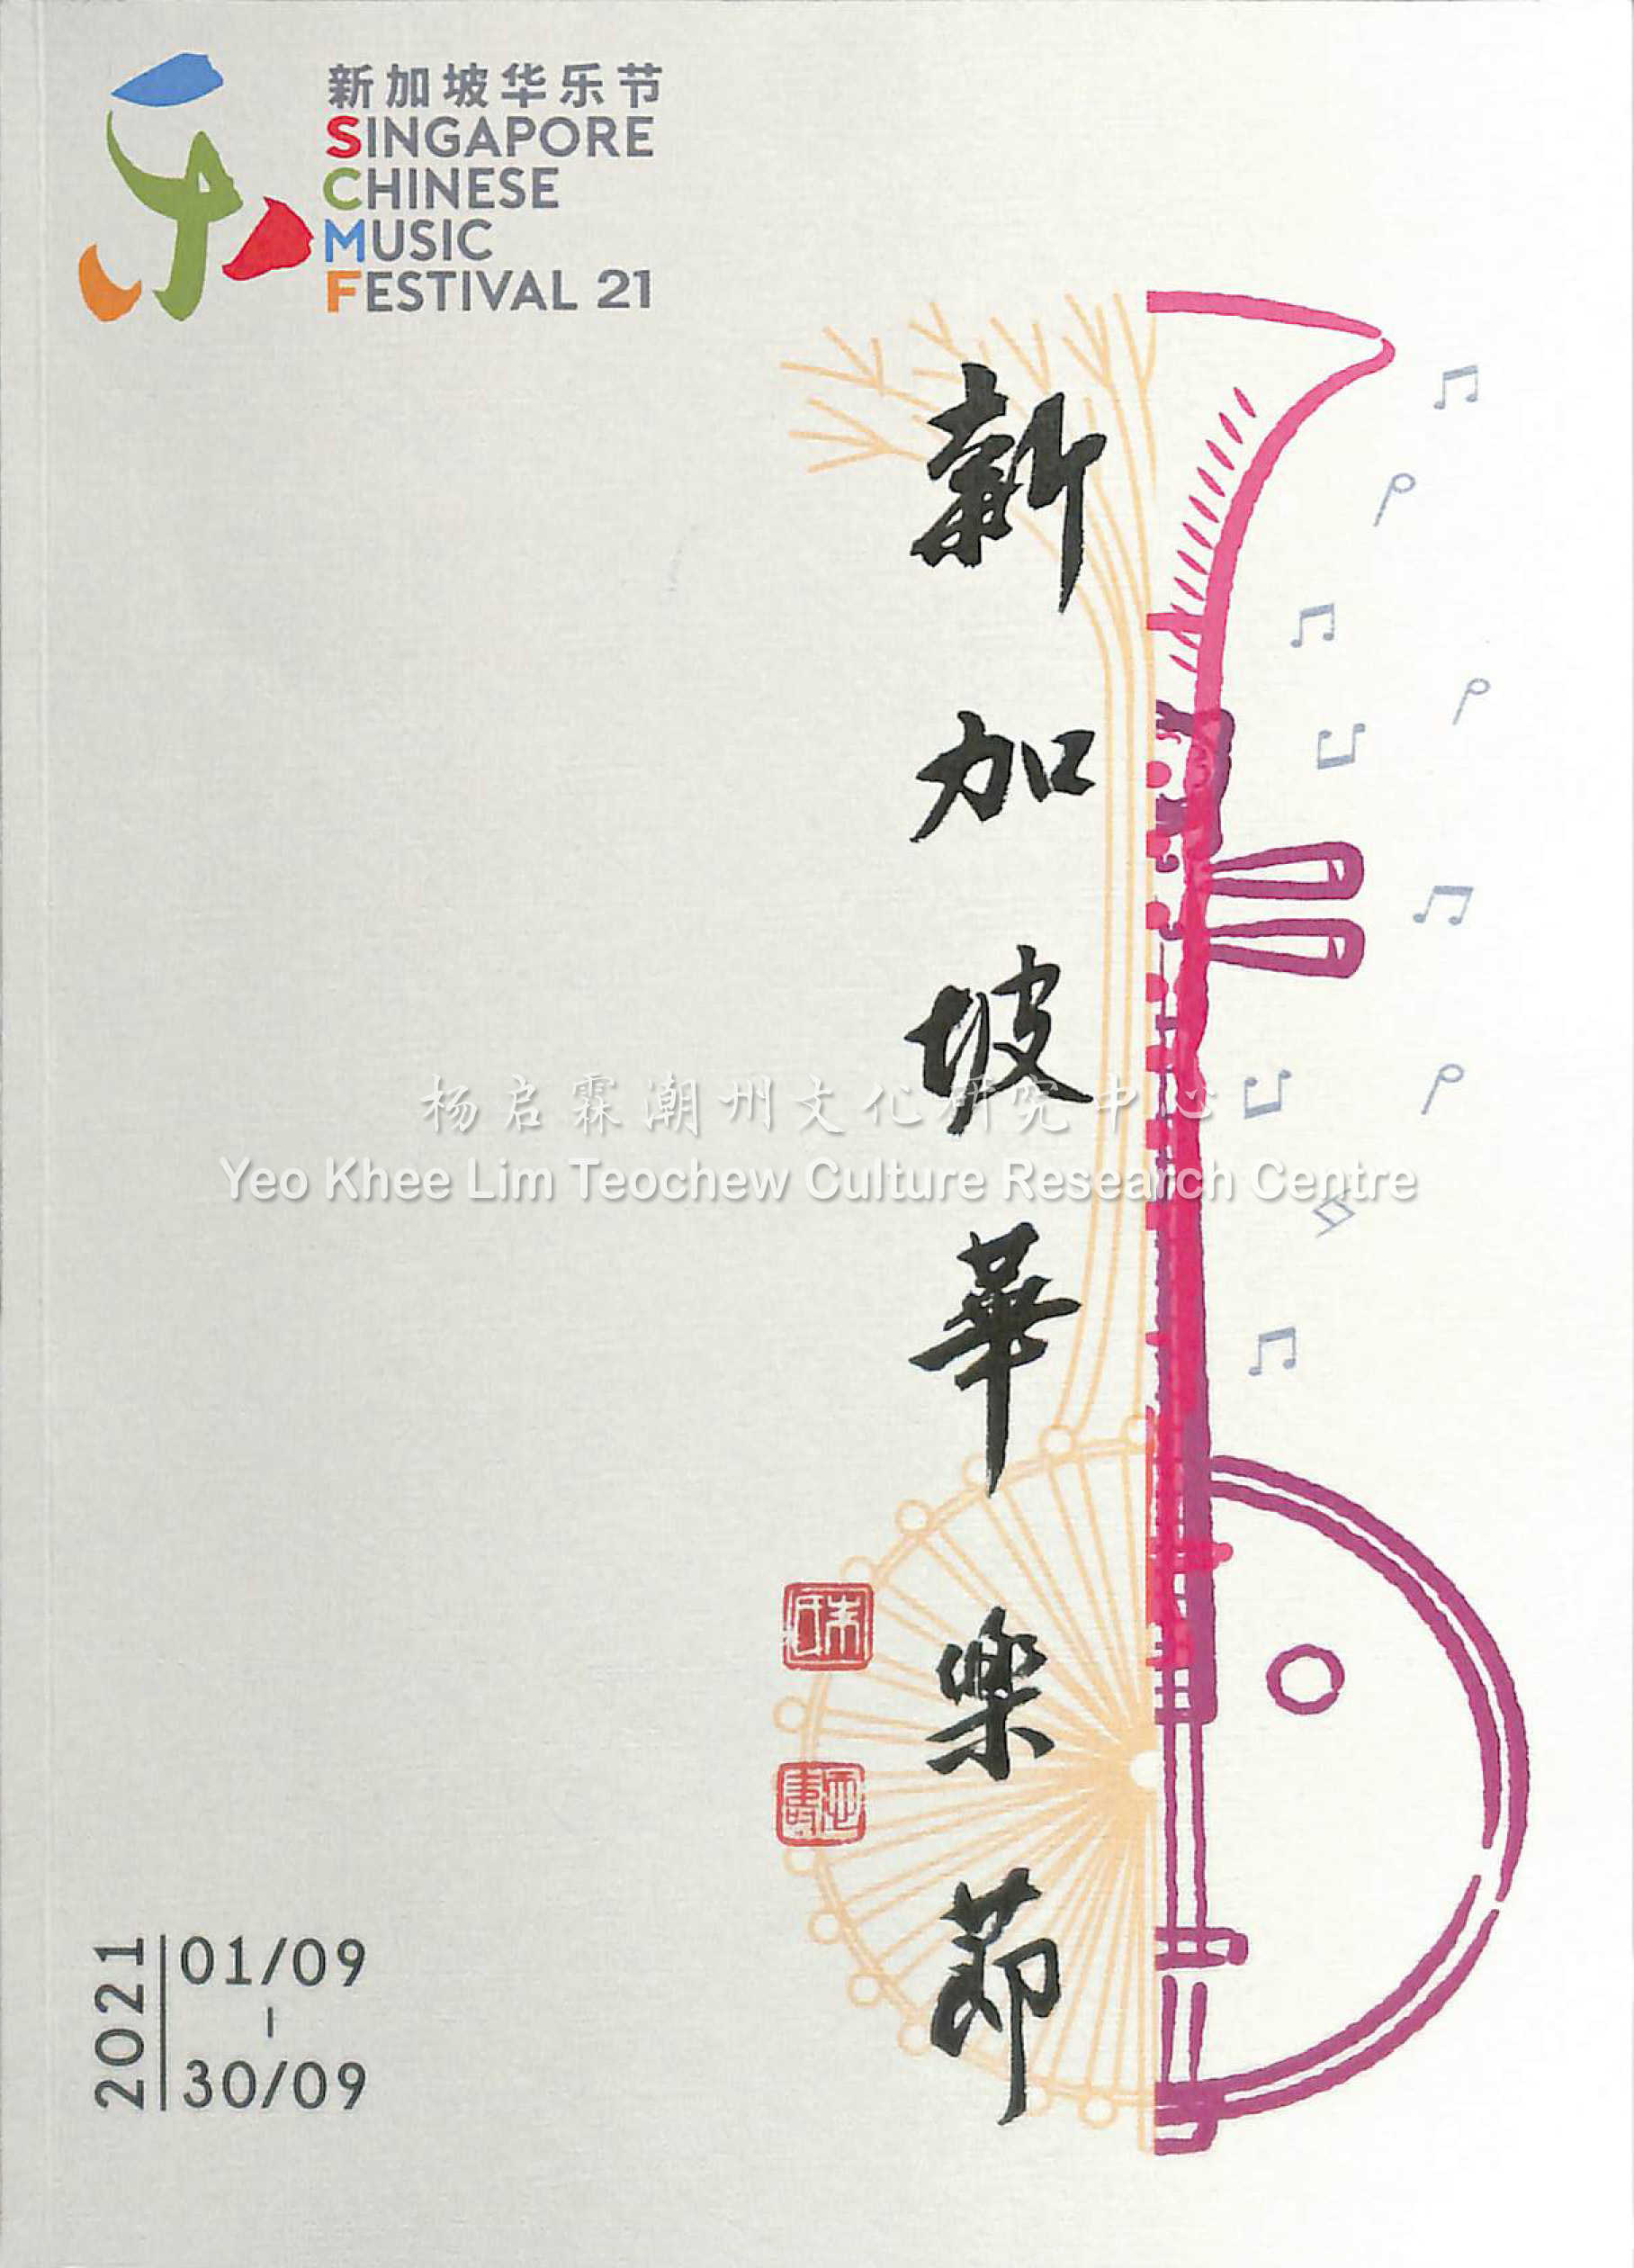 新加坡华乐节
SINGAPORE
CHINESE
MUSIC
FESTIVAL 21
新加坡華樂節
杨启霖潮州文化研究中心
Yeo Khee Lim Teochew Culture Research Centre
2021
01/09
-
30/09